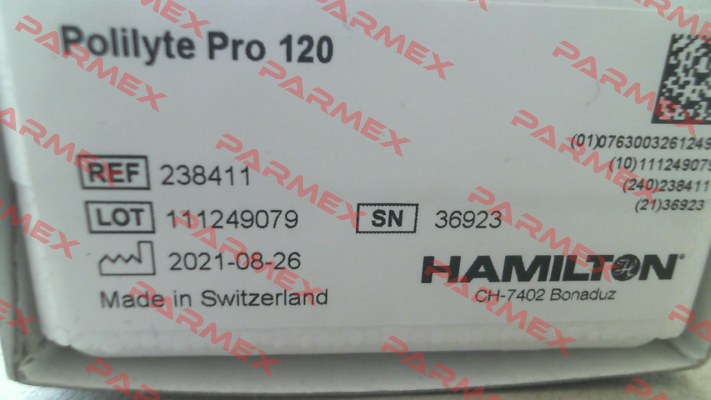 Polilyte Pro 120
(01)0763003261249
(10)111249079
(240)238411
(21)36923
REF 238411
LOT 111249079 SN 36923
2021-08-26
Made in Switzerland
HAMILTON
CH-7402 Bonaduz
PARMEX